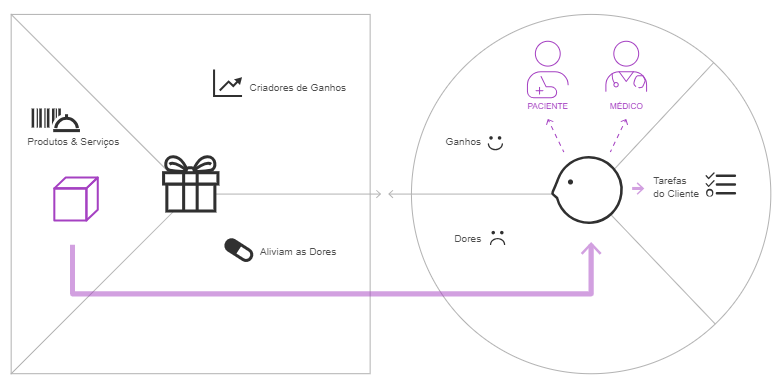 Criadores de Ganhos
Produtos & Serviços
Aliviam as Dores
PACIENTE
MÉDICO
Ganhos
Tarefas
do Cliente
Dores